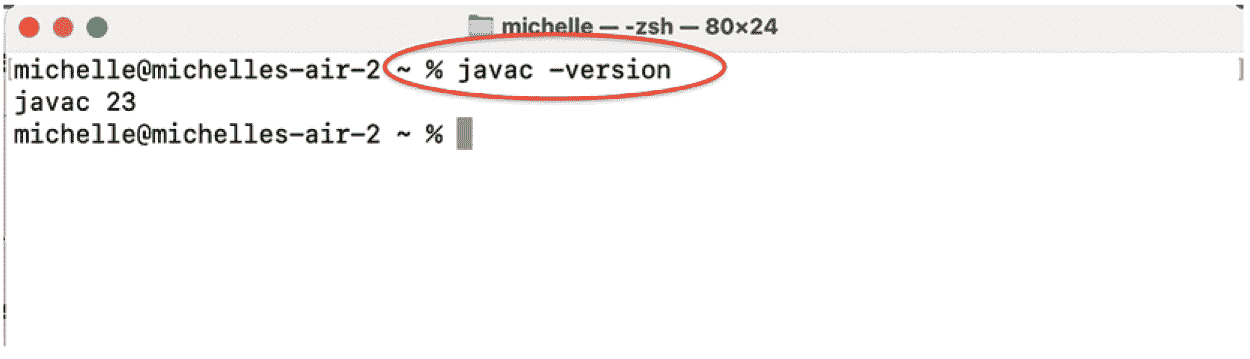 michelle — -zsh — 80×24
michelle@michelles-air-2 ~ % javac -version
javac 23
michelle@michelles-air-2 ~ %